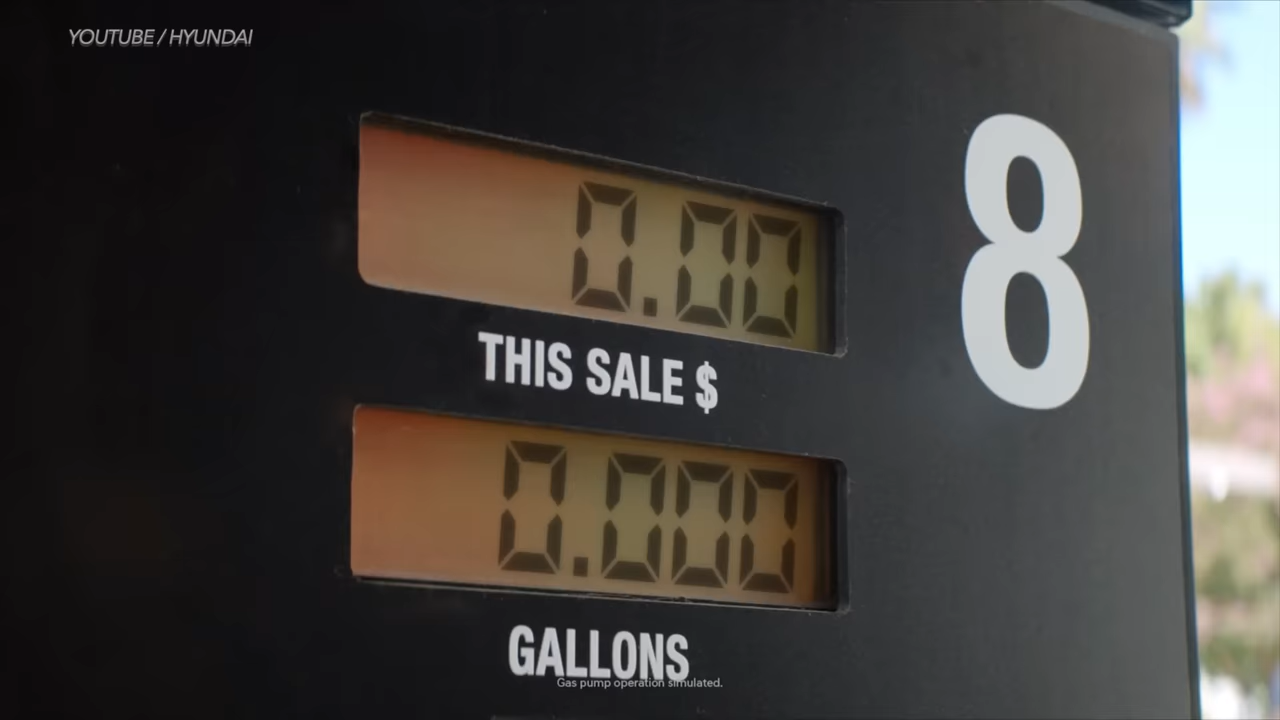 YOUTUBE / HYUNDAI
8
0.00
THIS SALE $
0.000
GALLONS
Gas pump operation simulated.